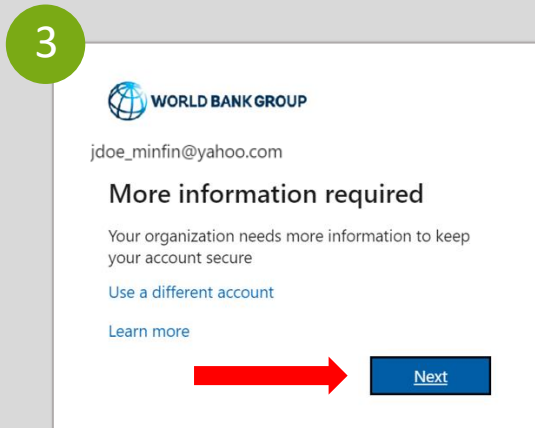 3
WORLD BANK GROUP
jdoe_minfin@yahoo.com
More information required
Your organization needs more information to keep
your account secure
Use a different account
Learn more
Next